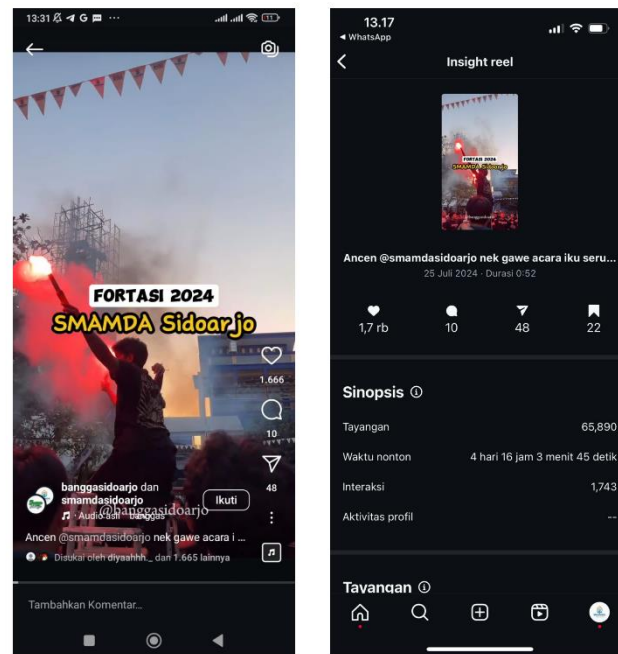 13:31 G ···
FORTASI 2024
SMAMDA Sidoarjo
1.666
10
48
banggasidoarjo dan
smamdasidoarjo
Ikuti
Audio asli
@banggasidoarjo
Ancen @smamdasidoarjo nek gawe acara i ...
Disukai oleh diyaahhh._ dan 1.665 lainnya
Tambahkan Komentar...
13.17
WhatsApp
Insight reel
FORTASI 2024
SMAMDA Sidoarjo
Ancen @smamdasidoarjo nek gawe acara iku seru...
25 Juli 2024 · Durasi 0:52
1,7 rb 10 48 22
Sinopsis
Tayangan 65,890
Waktu nonton 4 hari 16 jam 3 menit 45 detik
Interaksi 1,743
Aktivitas profil --
Tayangan